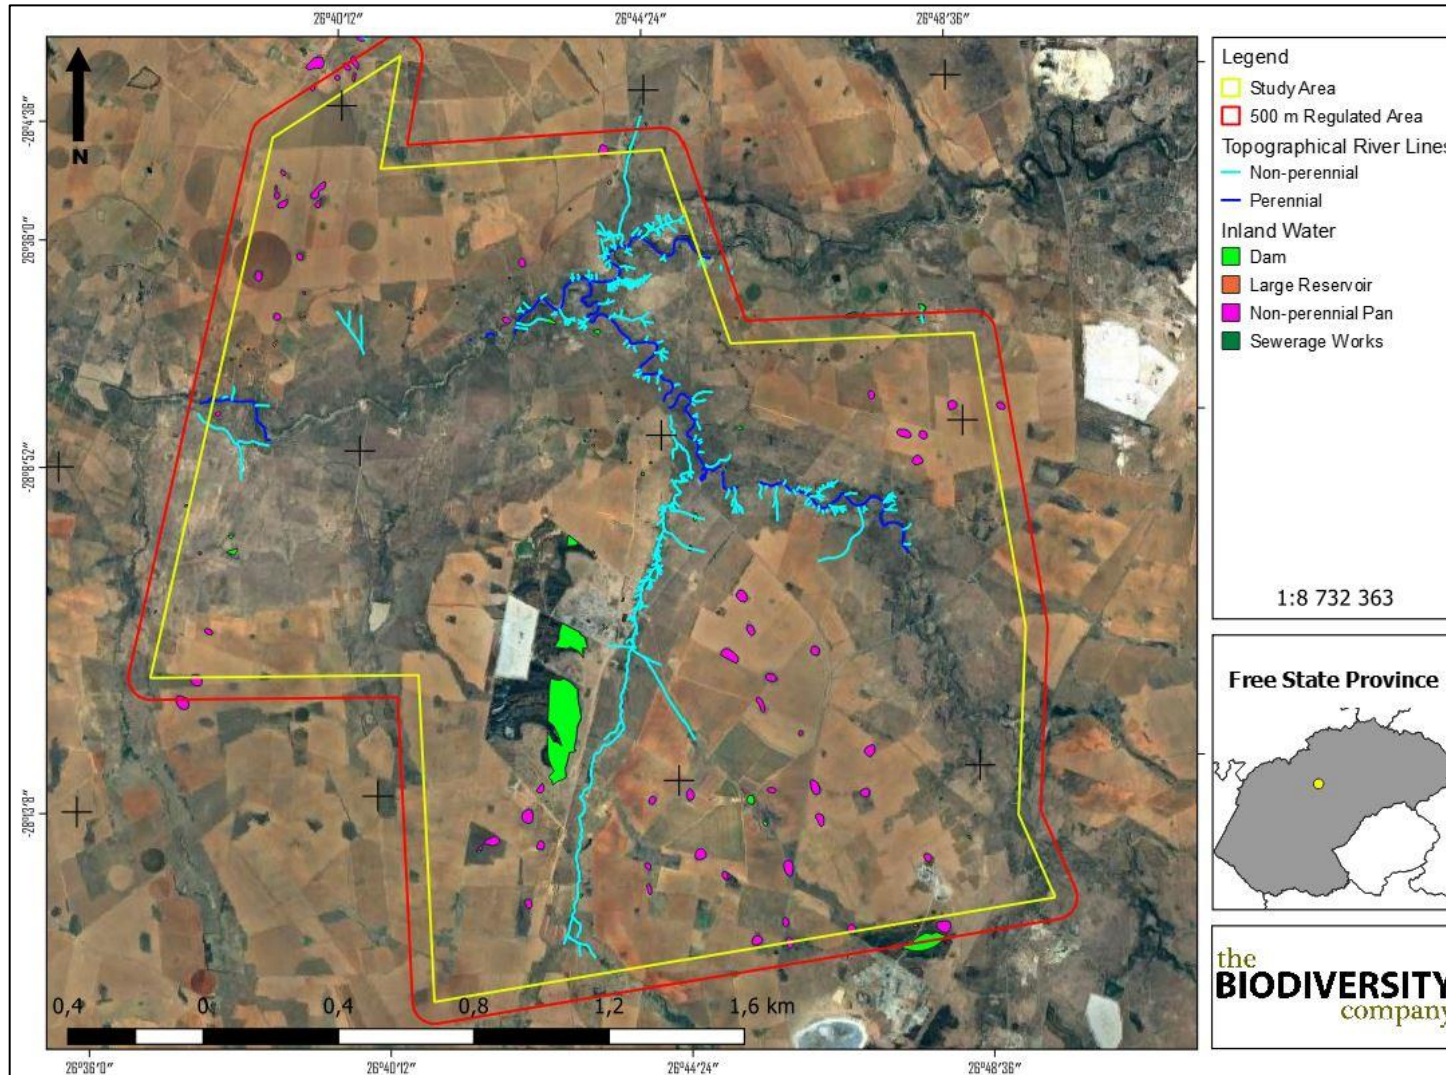 26°40′12″
26°44′24″
26°48′36″
N
-28°8′52″
26°36′0″
26°40′12″
26°44′24″
26°48′36″
0,4
0
0,4
0,8
1,2
1,6 km
Legend
Study Area
500 m Regulated Area
Topographical River Lines
Non-perennial
Perennial
Inland Water
Dam
Large Reservoir
Non-perennial Pan
Sewerage Works
1:8 732 363
Free State Province
the
BIODIVERSITY
company